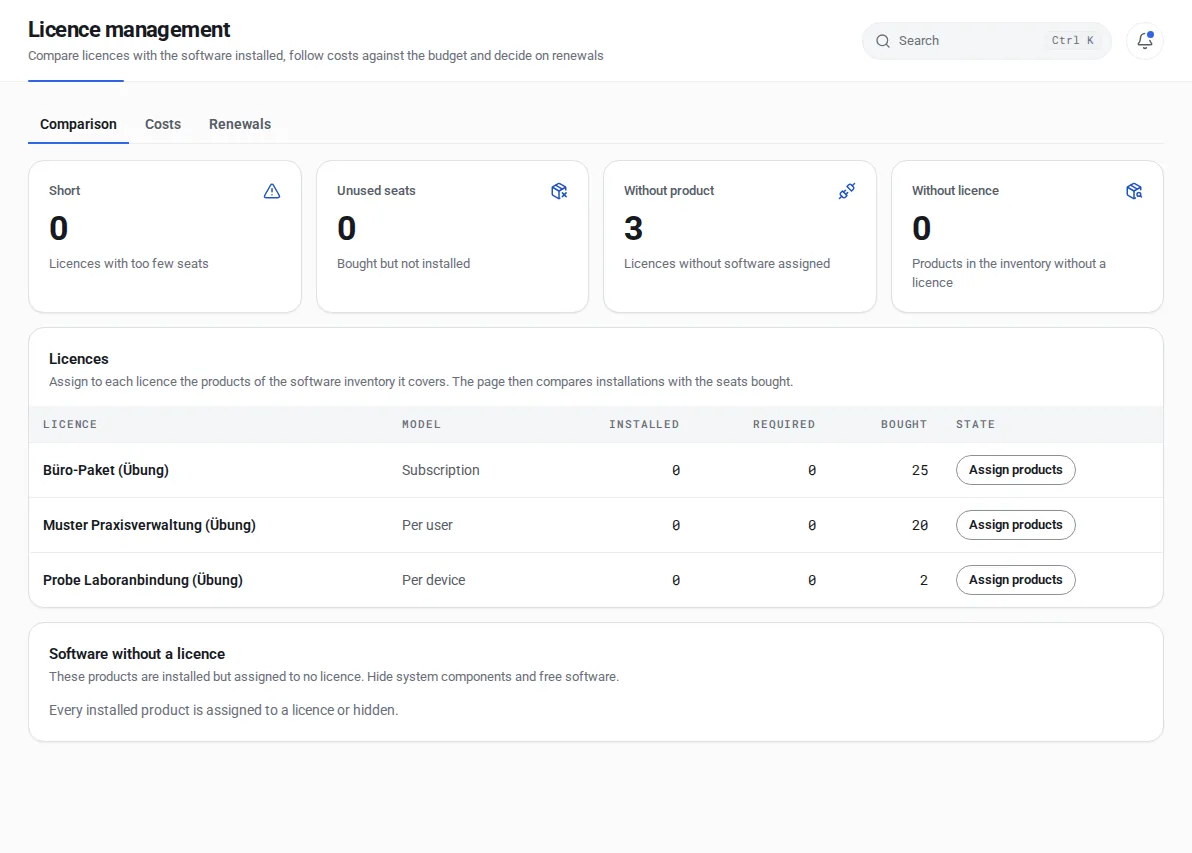 Licence management
Compare licences with the software installed, follow costs against the budget and decide on renewals
Search
Ctrl K
Comparison
Costs
Renewals
Short
0
Licences with too few seats
Unused seats
0
Bought but not installed
Without product
3
Licences without software assigned
Without licence
0
Products in the inventory without a
licence
Licences
Assign to each licence the products of the software inventory it covers. The page then compares installations with the seats bought.
LICENCE MODEL INSTALLED REQUIRED BOUGHT STATE
Büro-Paket (Übung) Subscription 0 0 25 Assign products
Muster Praxisverwaltung (Übung) Per user 0 0 20 Assign products
Probe Laboranbindung (Übung) Per device 0 0 2 Assign products
Software without a licence
These products are installed but assigned to no licence. Hide system components and free software.
Every installed product is assigned to a licence or hidden.